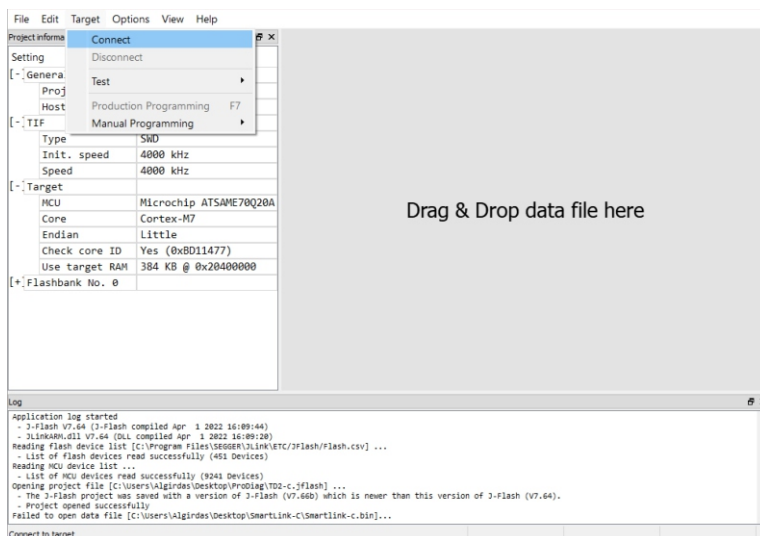 File Edit Target Options View Help
Project informa
Connect
Disconnect
Test
Production Programming F7
Manual Programming
Setting
[-] Genera
Proj
Host
[-] TIF
Type SWD
Init. speed 4000 kHz
Speed 4000 kHz
[-] Target
MCU Microchip ATSAME70Q20A
Core Cortex-M7
Endian Little
Check core ID Yes (0xBD11477)
Use target RAM 384 KB @ 0x20400000
[+] Flashbank No. 0
Drag & Drop data file here
Log
Application log started
- J-Flash V7.64 (J-Flash compiled Apr 1 2022 16:09:44)
- JLinkARM.dll V7.64 (DLL compiled Apr 1 2022 16:09:20)
Reading flash device list [C:\Program Files\SEGGER\JLink\ETC/JFlash/Flash.csv] ...
- List of flash devices read successfully (451 Devices)
Reading MCU device list ...
- List of MCU devices read successfully (9241 Devices)
Opening project file [C:\Users\Algirdas\Desktop\ProDiag\TD2-c.jflash] ...
- The J-Flash project was saved with a version of J-Flash (V7.66b) which is newer than this version of J-Flash (V7.64).
- Project opened successfully
Failed to open data file [C:\Users\Algirdas\Desktop\SmartLink-C\Smartlink-c.bin]...
Connect to target